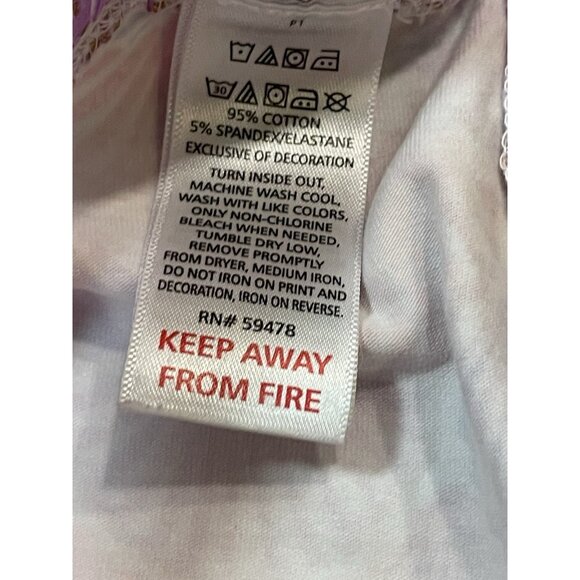 P1
30
95% COTTON
5% SPANDEX/ELASTANE
EXCLUSIVE OF DECORATION
TURN INSIDE OUT,
MACHINE WASH COOL,
WASH WITH LIKE COLORS,
ONLY NON-CHLORINE
BLEACH WHEN NEEDED,
TUMBLE DRY LOW,
REMOVE PROMPTLY
FROM DRYER, MEDIUM IRON,
DO NOT IRON ON PRINT AND
DECORATION, IRON ON REVERSE.
RN# 59478
KEEP AWAY
FROM FIRE